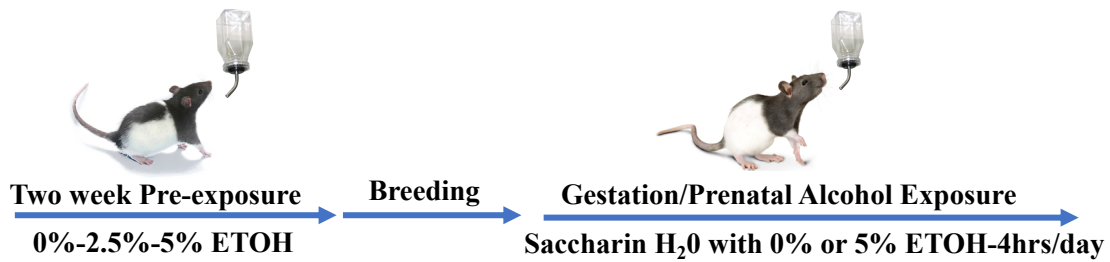 Two week Pre-exposure
0%-2.5%-5% ETOH
Breeding
Gestation/Prenatal Alcohol Exposure
Saccharin H₂0 with 0% or 5% ETOH-4hrs/day